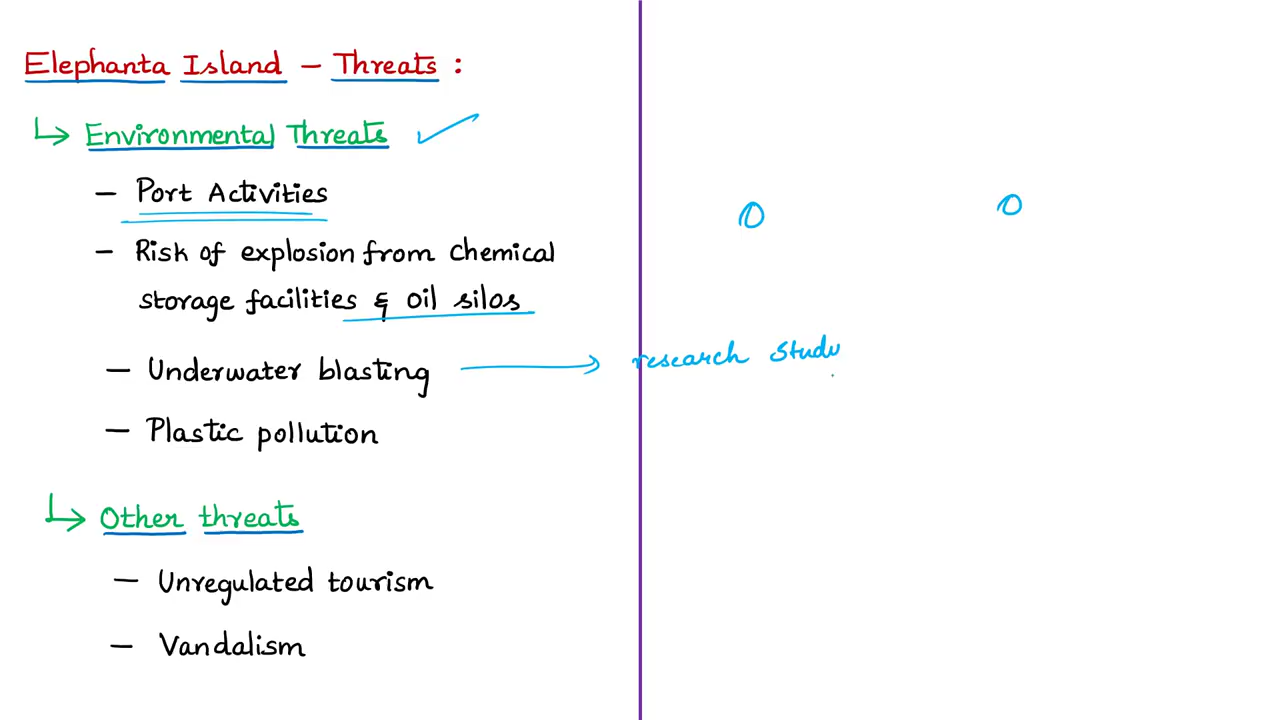 Elephanta Island - Threats :
↳ Environmental Threats ✓
- Port Activities
- Risk of explosion from chemical
storage facilities & oil silos
- Underwater blasting → research study
- Plastic pollution
↳ Other threats
- Unregulated tourism
- Vandalism